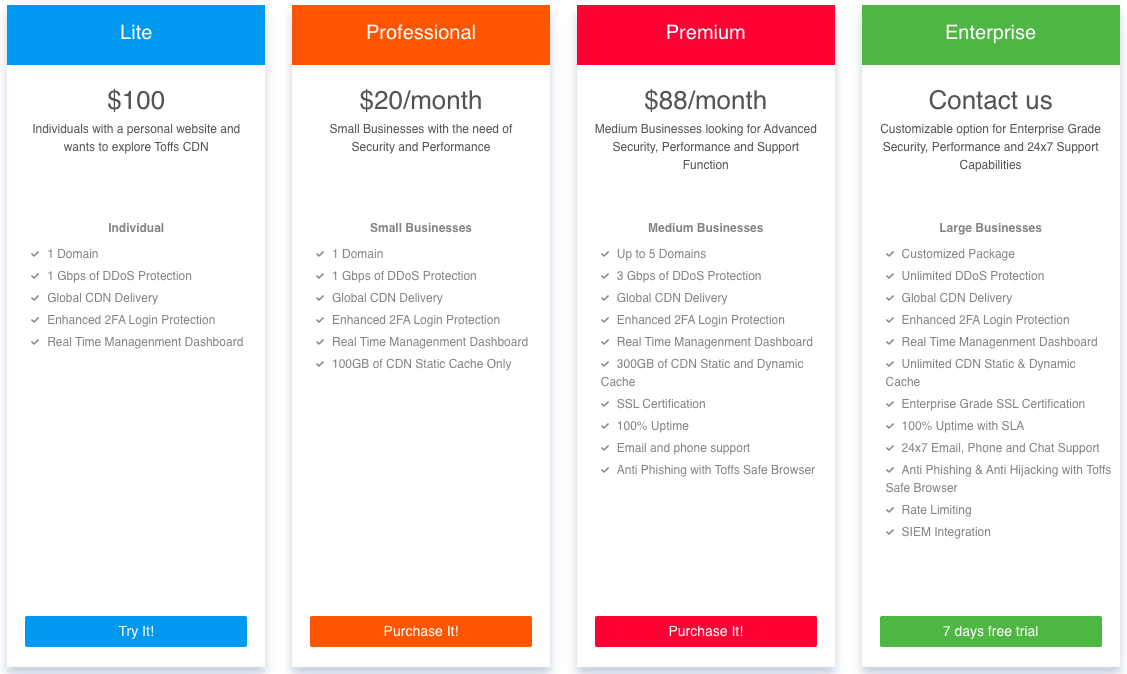 Lite
$100
Individuals with a personal website and
wants to explore Toffs CDN
Individual
1 Domain
1 Gbps of DDoS Protection
Global CDN Delivery
Enhanced 2FA Login Protection
Real Time Managenment Dashboard
Try It!
Professional
$20/month
Small Businesses with the need of
Security and Performance
Small Businesses
1 Domain
1 Gbps of DDoS Protection
Global CDN Delivery
Enhanced 2FA Login Protection
Real Time Managenment Dashboard
100GB of CDN Static Cache Only
Purchase It!
Premium
$88/month
Medium Businesses looking for Advanced
Security, Performance and Support
Function
Medium Businesses
Up to 5 Domains
3 Gbps of DDoS Protection
Global CDN Delivery
Enhanced 2FA Login Protection
Real Time Managenment Dashboard
300GB of CDN Static and Dynamic
Cache
SSL Certification
100% Uptime
Email and phone support
Anti Phishing with Toffs Safe Browser
Purchase It!
Enterprise
Contact us
Customizable option for Enterprise Grade
Security, Performance and 24x7 Support
Capabilities
Large Businesses
Customized Package
Unlimited DDoS Protection
Global CDN Delivery
Enhanced 2FA Login Protection
Real Time Managenment Dashboard
Unlimited CDN Static & Dynamic
Cache
Enterprise Grade SSL Certification
100% Uptime with SLA
24x7 Email, Phone and Chat Support
Anti Phishing & Anti Hijacking with Toffs
Safe Browser
Rate Limiting
SIEM Integration
7 days free trial